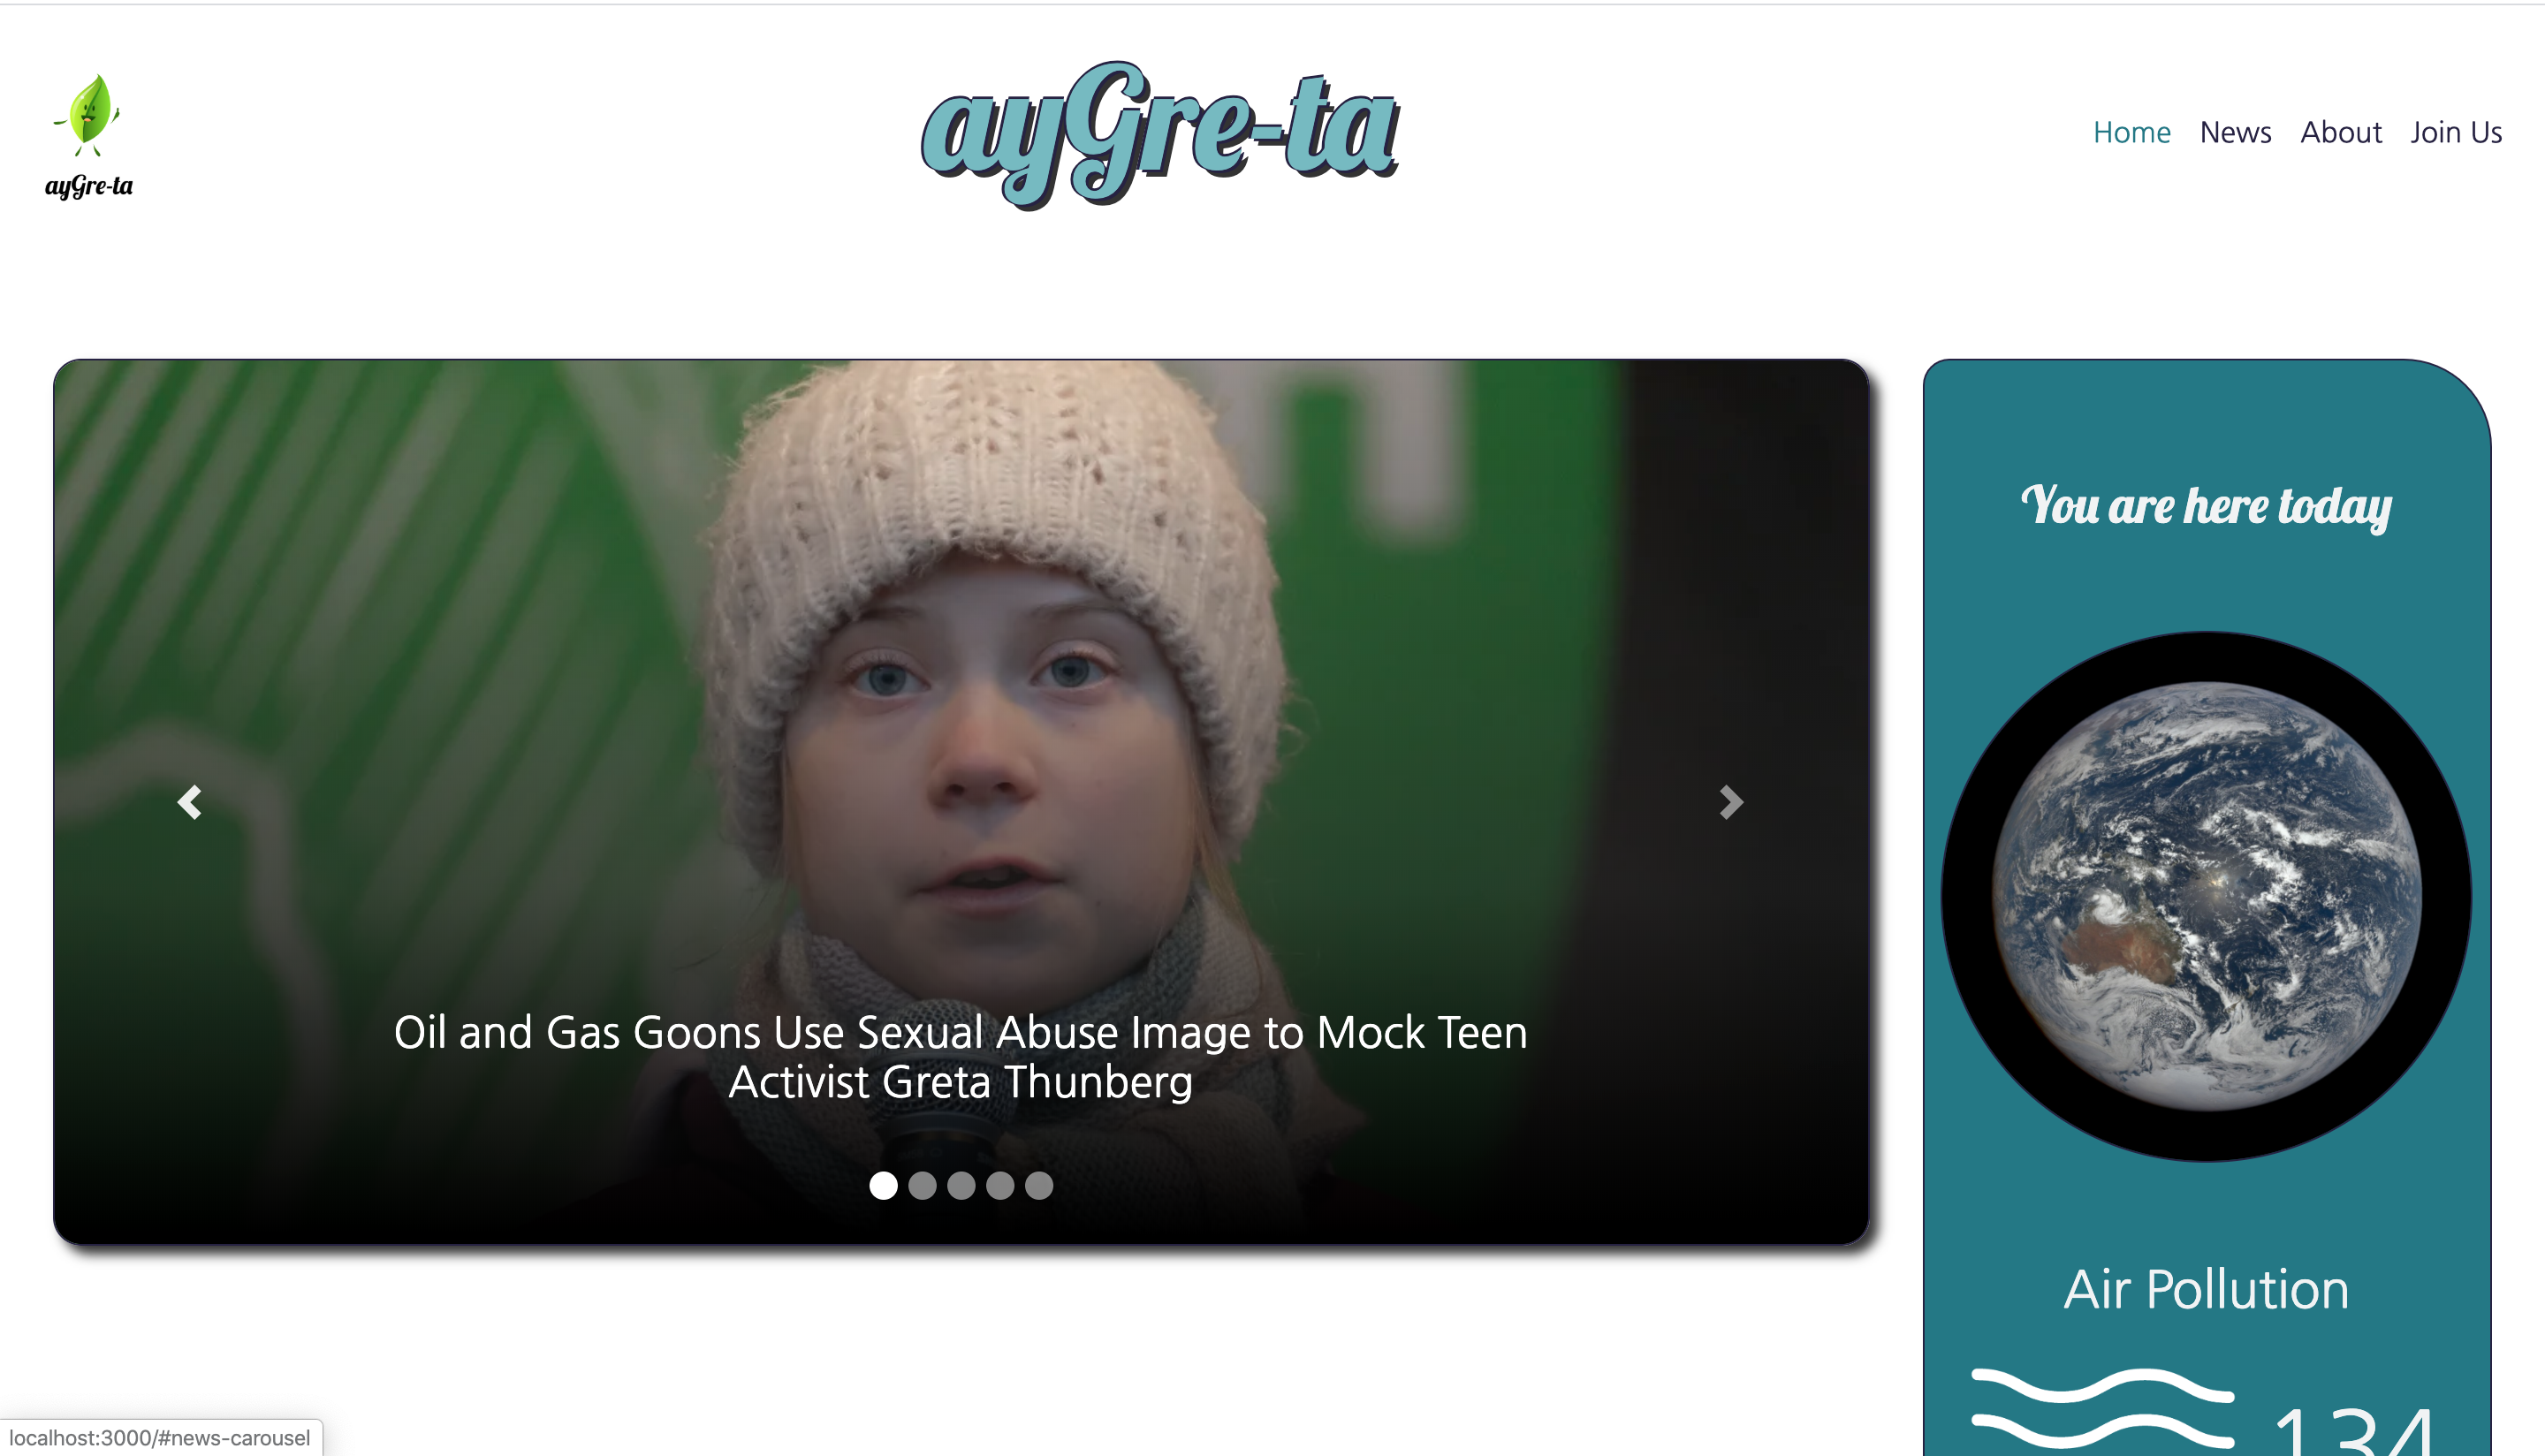 ayGre-ta
ayGre-ta
Home News About Join Us
You are here today
Oil and Gas Goons Use Sexual Abuse Image to Mock Teen
Activist Greta Thunberg
Air Pollution
134
localhost:3000/#news-carousel